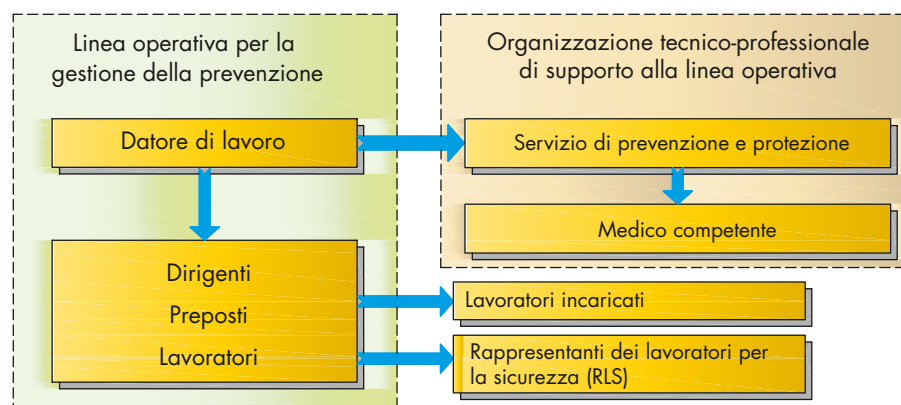 Linea operativa per la
gestione della prevenzione
Datore di lavoro
Dirigenti
Preposti
Lavoratori
Organizzazione tecnico-professionale
di supporto alla linea operativa
Servizio di prevenzione e protezione
Medico competente
Lavoratori incaricati
Rappresentanti dei lavoratori per
la sicurezza (RLS)